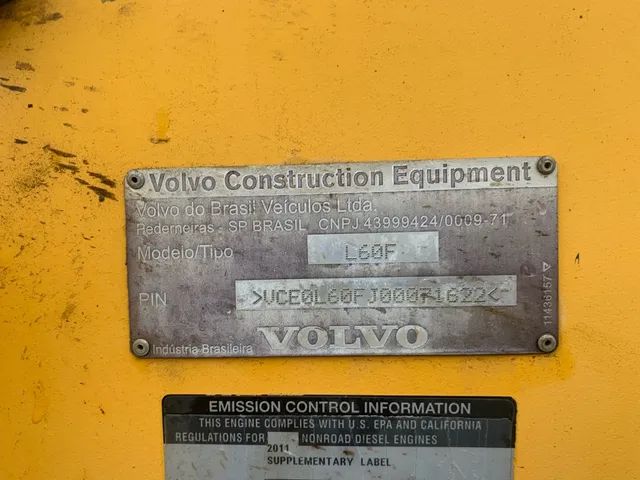 Volvo Construction Equipment
Volvo do Brasil Veículos Ltda.
Rederneiras - SP BRASIL CNPJ 43999424/0009-71
Modelo/Tipo L60F
PIN >VCE0L60FJ00071622<
11436157
VOLVO
Indústria Brasileira
EMISSION CONTROL INFORMATION
THIS ENGINE COMPLIES WITH U.S. EPA AND CALIFORNIA
REGULATIONS FOR NONROAD DIESEL ENGINES
2011
SUPPLEMENTARY LABEL